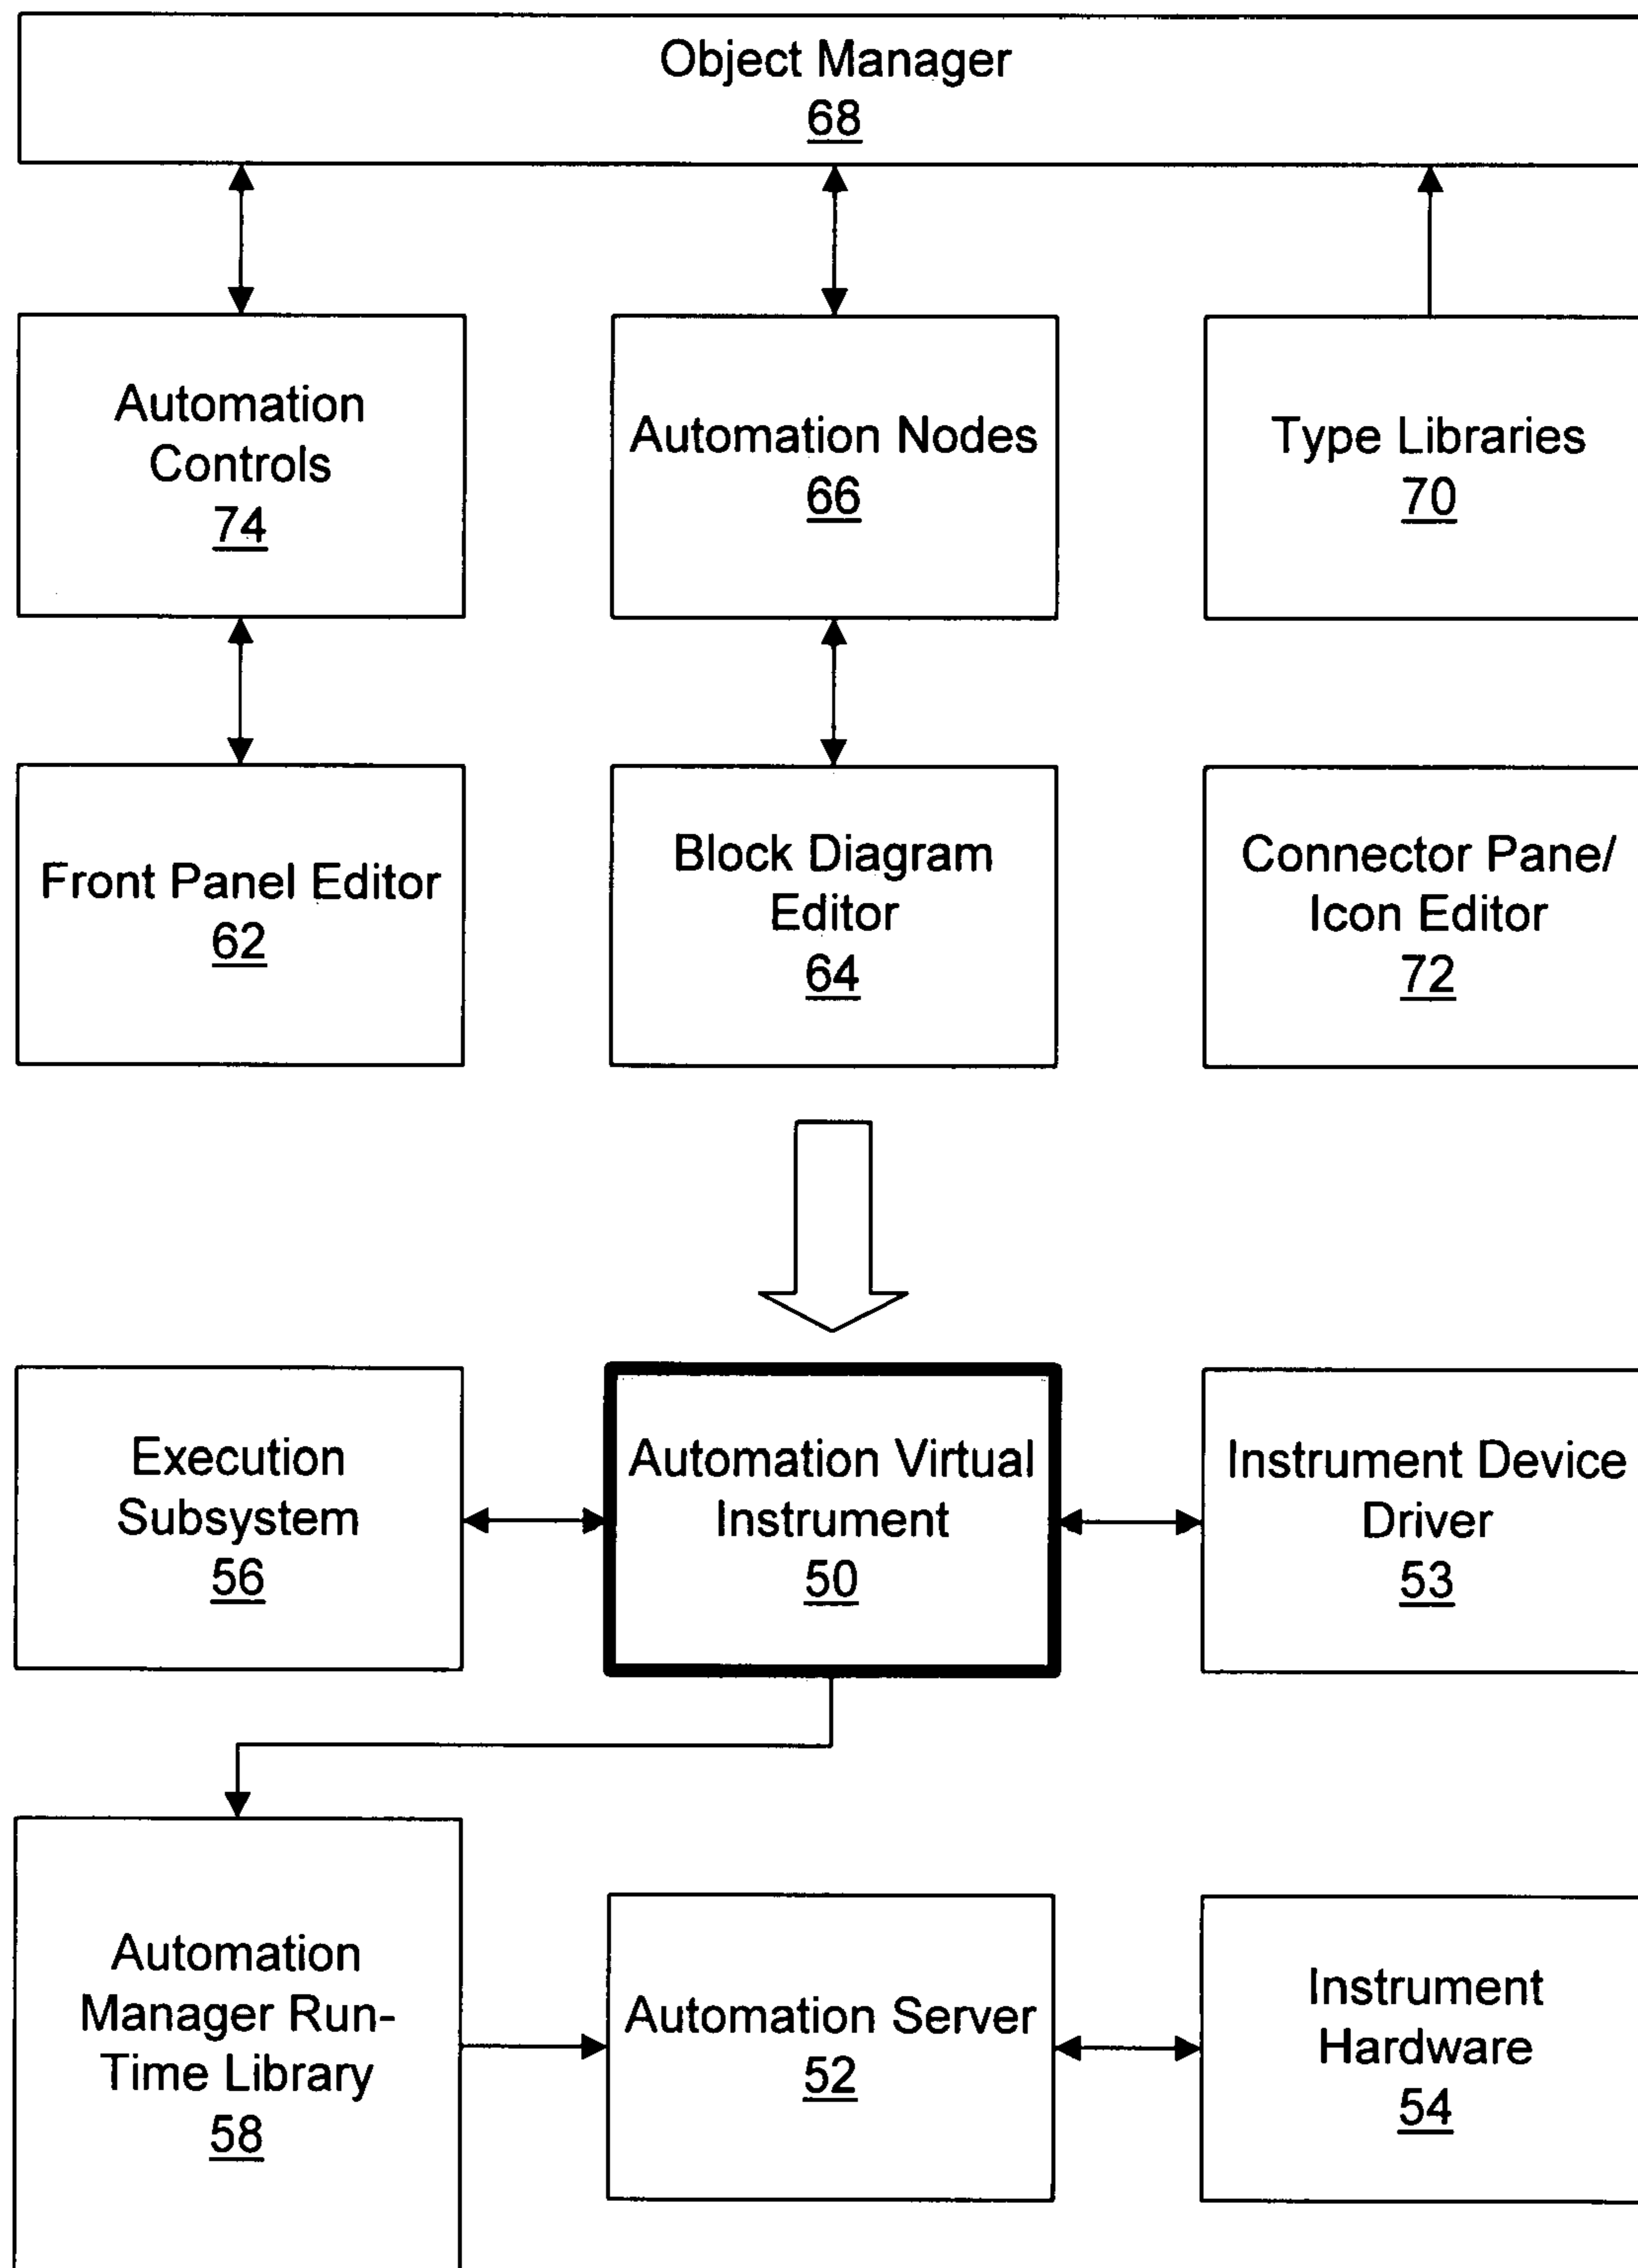 Object Manager
68
Automation
Controls
74
Automation Nodes
66
Type Libraries
70
Front Panel Editor
62
Block Diagram
Editor
64
Connector Pane/
Icon Editor
72
Execution
Subsystem
56
Automation Virtual
Instrument
50
Instrument Device
Driver
53
Automation
Manager Run-
Time Library
58
Automation Server
52
Instrument
Hardware
54